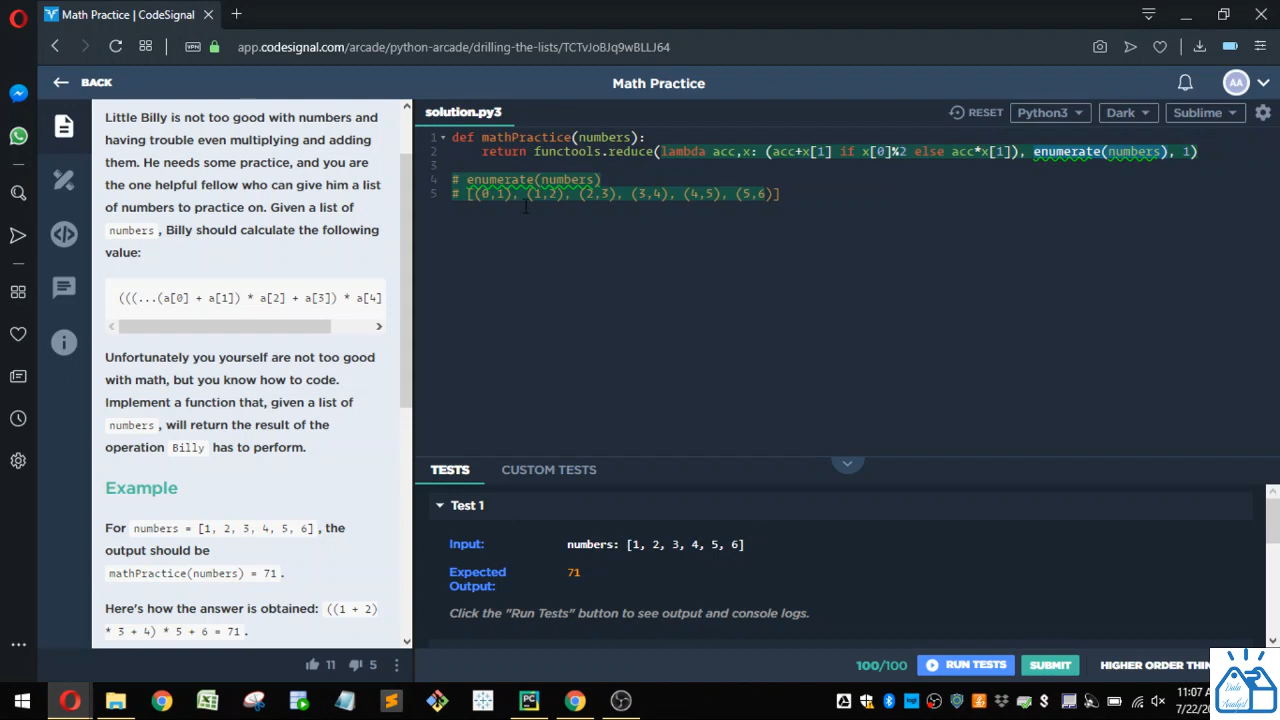 Math Practice | CodeSignal
VPN
app.codesignal.com/arcade/python-arcade/drilling-the-lists/TCTvJoBJq9wBLLJ64
BACK
Math Practice
AA
Little Billy is not too good with numbers and
having trouble even multiplying and adding
them. He needs some practice, and you are
the one helpful fellow who can give him a list
of numbers to practice on. Given a list of
numbers , Billy should calculate the following
value:
(((...(a[0] + a[1]) * a[2] + a[3]) * a[4]
Unfortunately you yourself are not too good
with math, but you know how to code.
Implement a function that, given a list of
numbers , will return the result of the
operation Billy has to perform.
Example
For numbers = [1, 2, 3, 4, 5, 6] , the
output should be
mathPractice(numbers) = 71 .
Here's how the answer is obtained: ((1 + 2)
* 3 + 4) * 5 + 6 = 71 .
11 5
solution.py3
RESET Python3 Dark Sublime
1 def mathPractice(numbers):
2 return functools.reduce(lambda acc,x: (acc+x[1] if x[0]%2 else acc*x[1]), enumerate(numbers), 1)
3
4 # enumerate(numbers)
5 # [(0,1), (1,2), (2,3), (3,4), (4,5), (5,6)]
TESTS CUSTOM TESTS
Test 1
Input: numbers: [1, 2, 3, 4, 5, 6]
Expected Output: 71
Click the "Run Tests" button to see output and console logs.
100/100 RUN TESTS SUBMIT HIGHER ORDER THIN
11:07 A
7/22/2
Data
Analyst